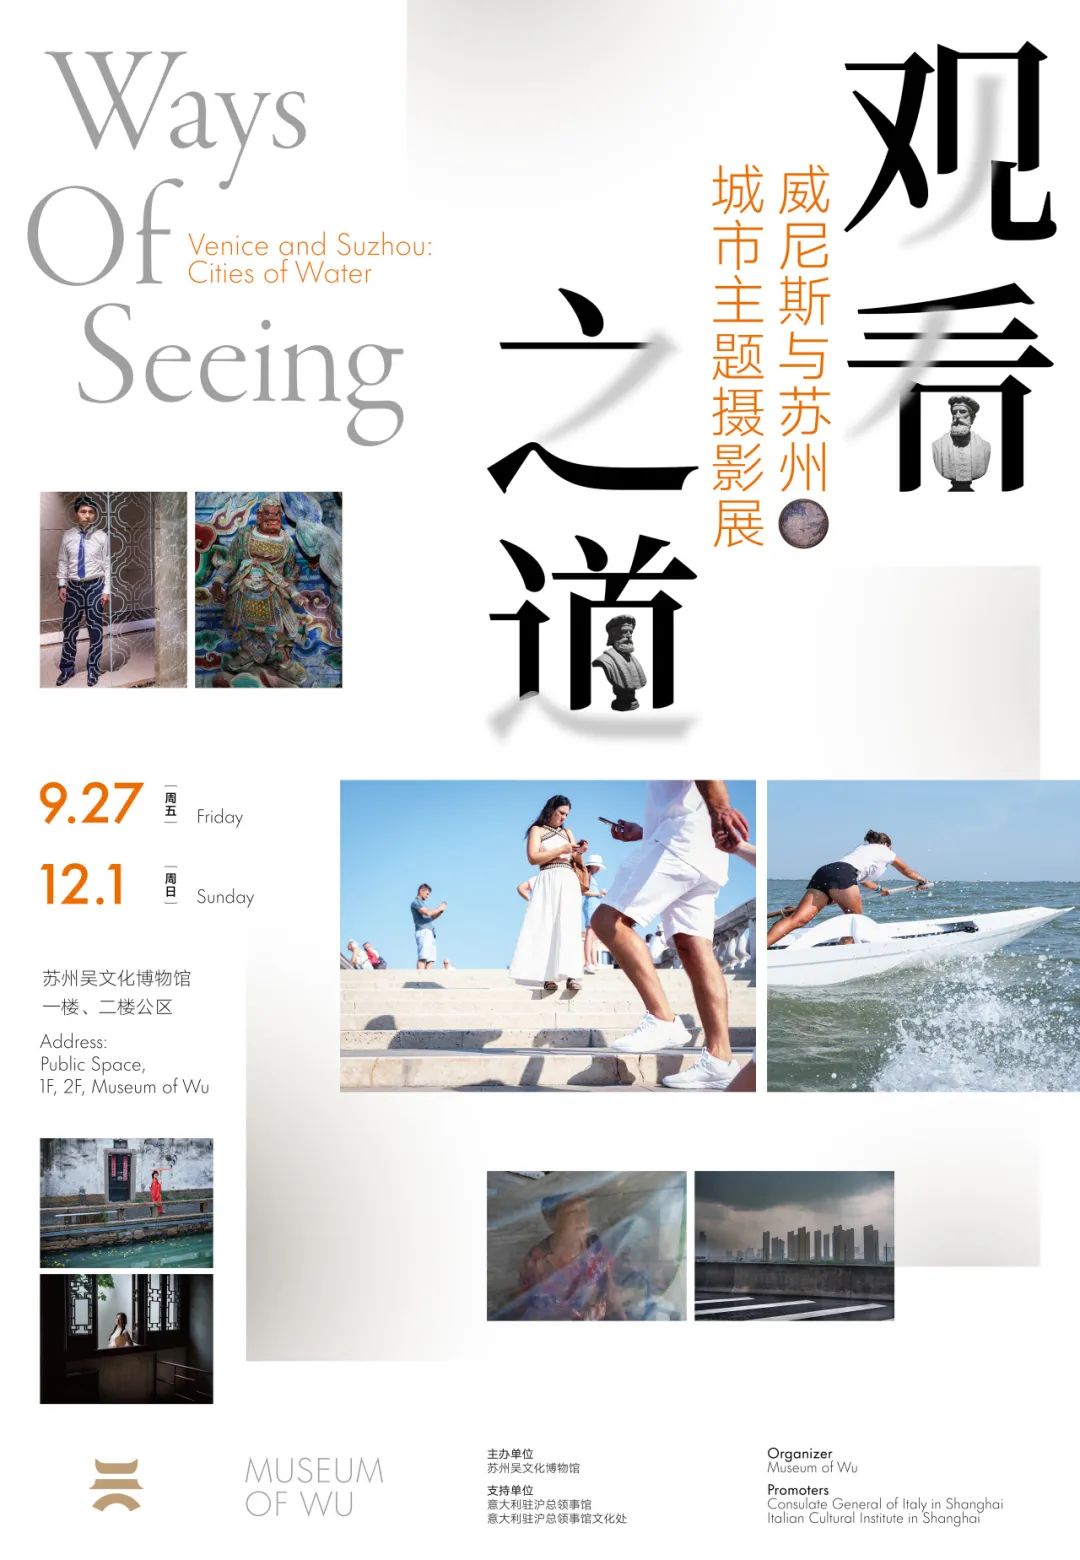 Ways
Of
Seeing
Venice and Suzhou:
Cities of Water
观看
之道
威尼斯与苏州
城市主题摄影展
9.27 周五 Friday
12.1 周日 Sunday
苏州吴文化博物馆
一楼、二楼公区
Address:
Public Space,
1F, 2F, Museum of Wu
MUSEUM
OF WU
主办单位
苏州吴文化博物馆
支持单位
意大利驻沪总领事馆
意大利驻沪总领事馆文化处
Organizer
Museum of Wu
Promoters
Consulate General of Italy in Shanghai
Italian Cultural Institute in Shanghai